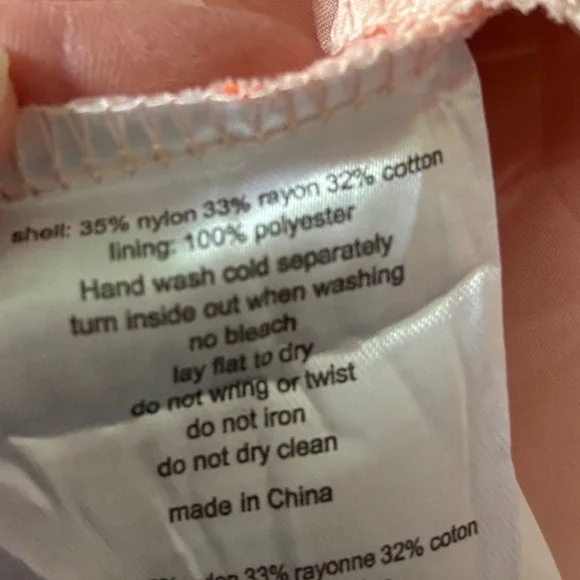 shell: 35% nylon 33% rayon 32% cotton
lining: 100% polyester
Hand wash cold separately
turn inside out when washing
no bleach
lay flat to dry
do not wring or twist
do not iron
do not dry clean
made in China
33% rayonne 32% coton